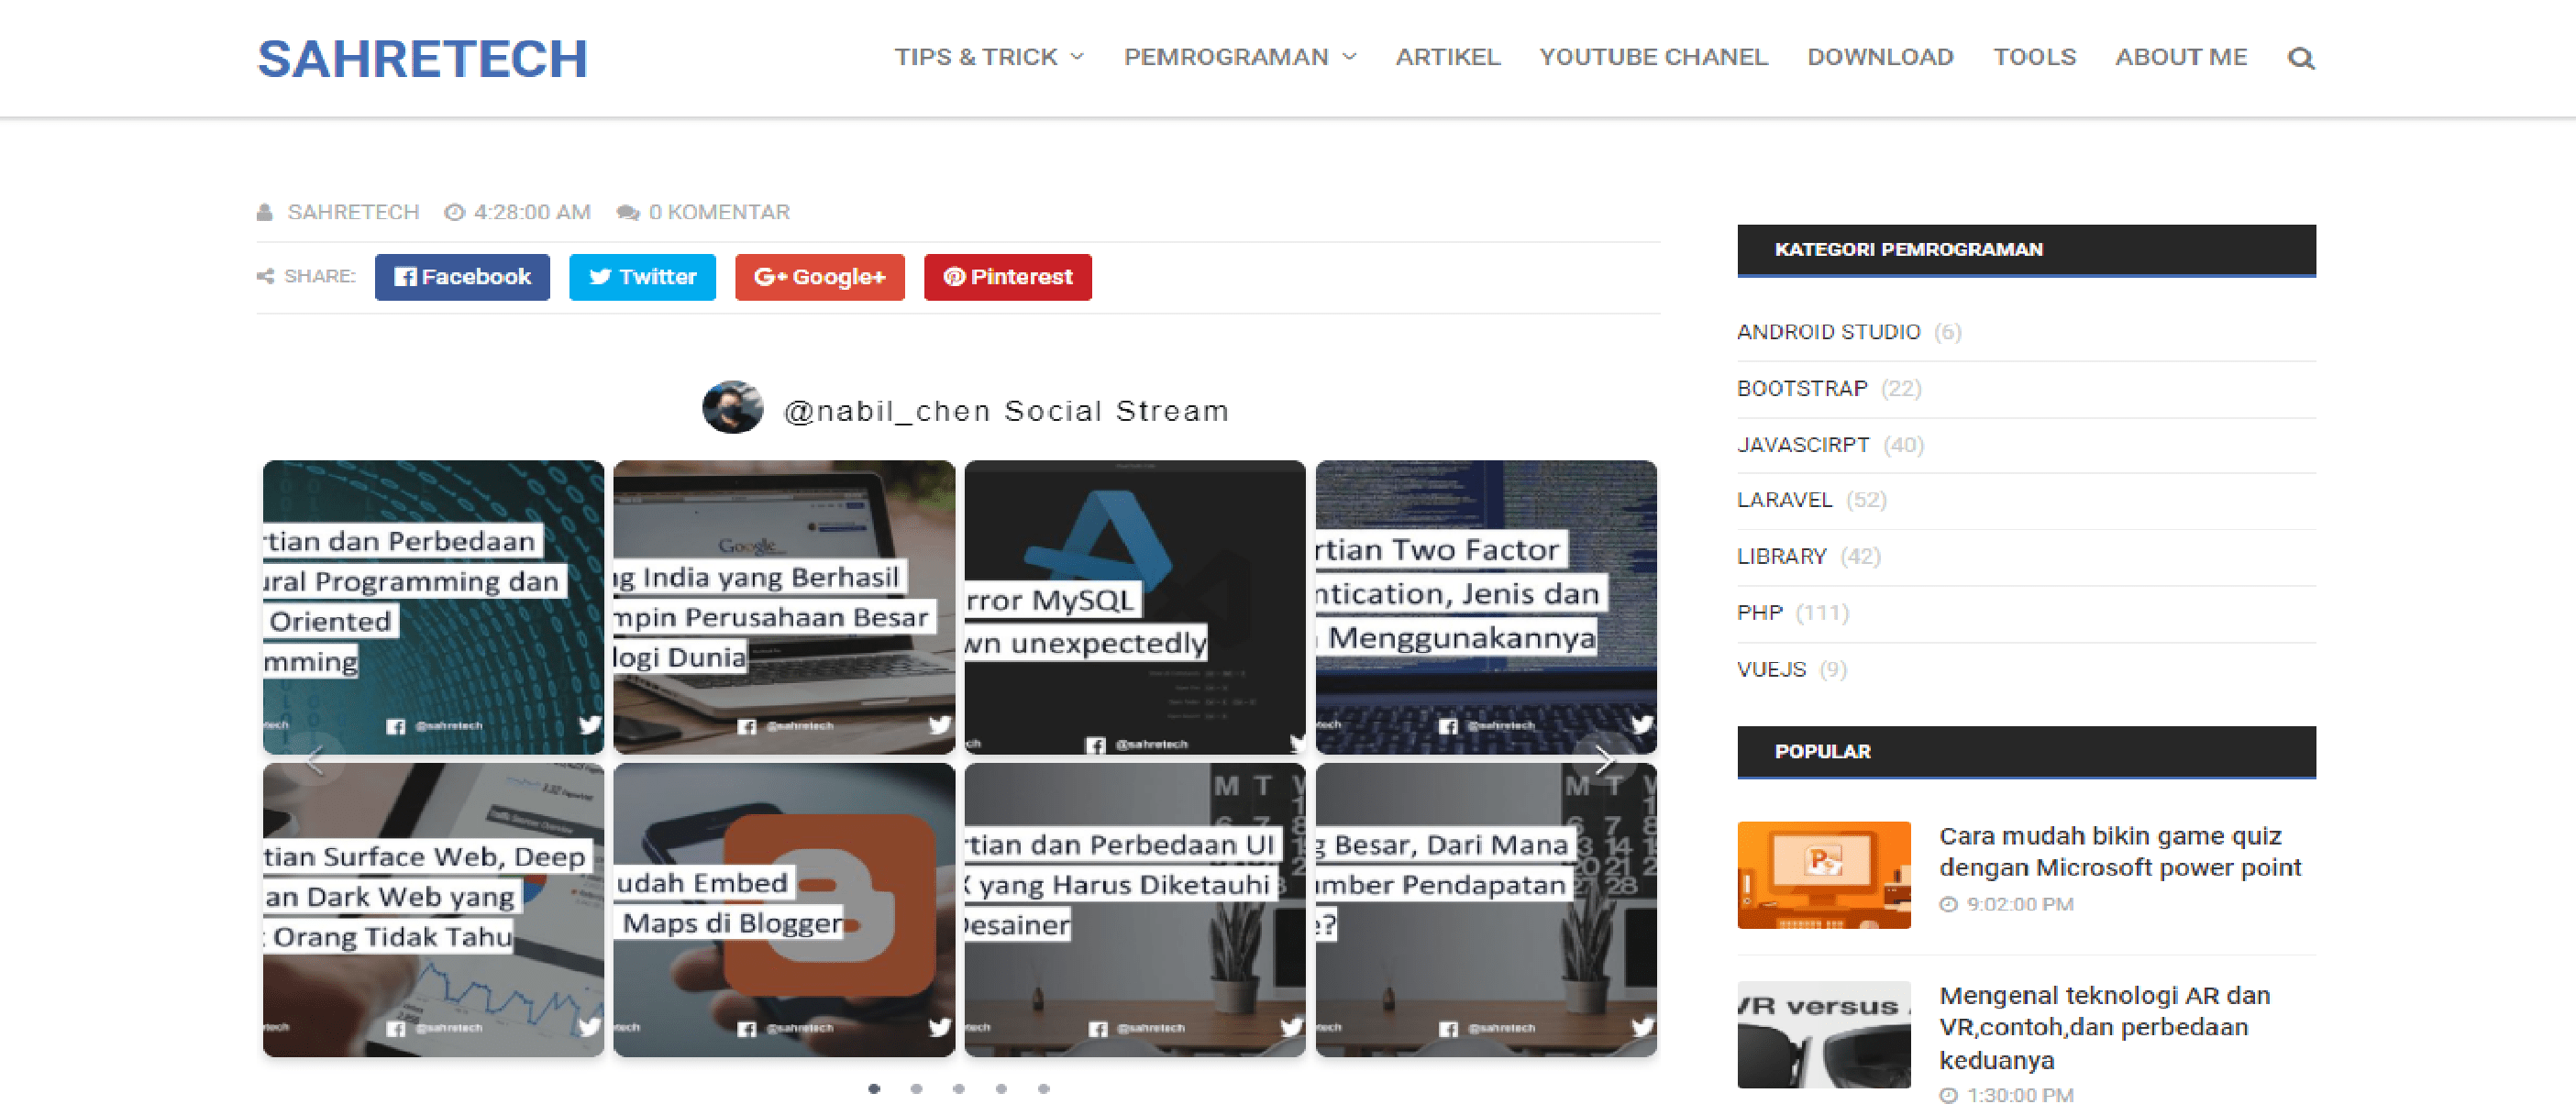 SAHRETECH
TIPS & TRICK
PEMROGRAMAN
ARTIKEL
YOUTUBE CHANEL
DOWNLOAD
TOOLS
ABOUT ME
SAHRETECH 4:28:00 AM 0 KOMENTAR
SHARE: Facebook Twitter Google+ Pinterest
@nabil_chen Social Stream
rtian dan Perbedaan
ural Programming dan
Oriented
mming
@sahretech
Google
ng India yang Berhasil
mpin Perusahaan Besar
logi Dunia
@sahretech
rror MySQL
wn unexpectedly
@sahretech
rtian Two Factor
ntication, Jenis dan
Menggunakannya
@sahretech
tian Surface Web, Deep
an Dark Web yang
Orang Tidak Tahu
@sahretech
udah Embed
Maps di Blogger
@sahretech
M T
rtian dan Perbedaan UI
X yang Harus Diketauhi
Desainer
@sahretech
M T
g Besar, Dari Mana
mber Pendapatan
e?
@sahretech
KATEGORI PEMROGRAMAN
ANDROID STUDIO (6)
BOOTSTRAP (22)
JAVASCIRPT (40)
LARAVEL (52)
LIBRARY (42)
PHP (111)
VUEJS (9)
POPULAR
Cara mudah bikin game quiz
dengan Microsoft power point
9:02:00 PM
VR versus
Mengenal teknologi AR dan
VR,contoh,dan perbedaan
keduanya
1:30:00 PM